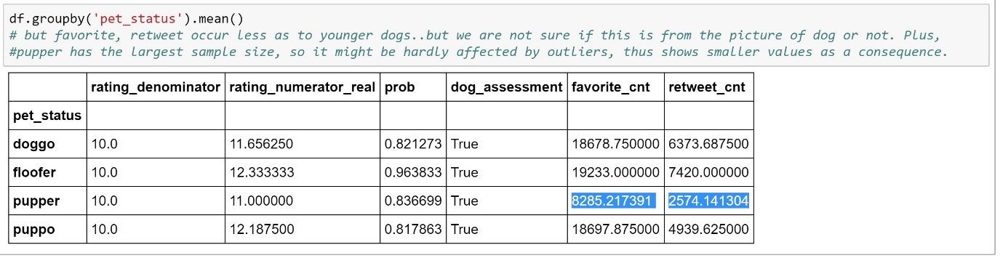 df.groupby('pet_status').mean()
# but favorite, retweet occur less as to younger dogs..but we are not sure if this is from the picture of dog or not. Plus,
#pupper has the largest sample size, so it might be hardly affected by outliers, thus shows smaller values as a consequence.
rating_denominator rating_numerator_real prob dog_assessment favorite_cnt retweet_cnt
pet_status
doggo 10.0 11.656250 0.821273 True 18678.750000 6373.687500
floofer 10.0 12.333333 0.963833 True 19233.000000 7420.000000
pupper 10.0 11.000000 0.836699 True 8285.217391 2574.141304
puppo 10.0 12.187500 0.817863 True 18697.875000 4939.625000